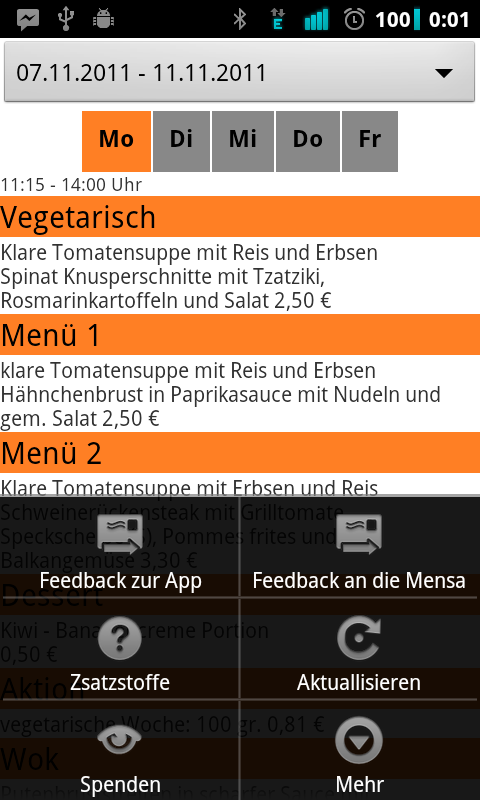 100 0:01
07.11.2011 - 11.11.2011
Mo Di Mi Do Fr
11:15 - 14:00 Uhr
Vegetarisch
Klare Tomatensuppe mit Reis und Erbsen
Spinat Knusperschnitte mit Tzatziki,
Rosmarinkartoffeln und Salat 2,50 €
Menü 1
klare Tomatensuppe mit Reis und Erbsen
Hähnchenbrust in Paprikasauce mit Nudeln und
gem. Salat 2,50 €
Menü 2
Klare Tomatensuppe mit Erbsen und Reis
Schweinerückensteak mit Grilltomate,
Pommes frites und
Balkangemüse 3,30 €
Feedback zur App Feedback an die Mensa
Dessert
Kiwi - creme Portion
0,50 €
Zsatzstoffe Aktuallisieren
Aktion
vegetarische Woche: 100 gr. 0,81 €
Wok
Spenden Mehr
in scharfer Sauce